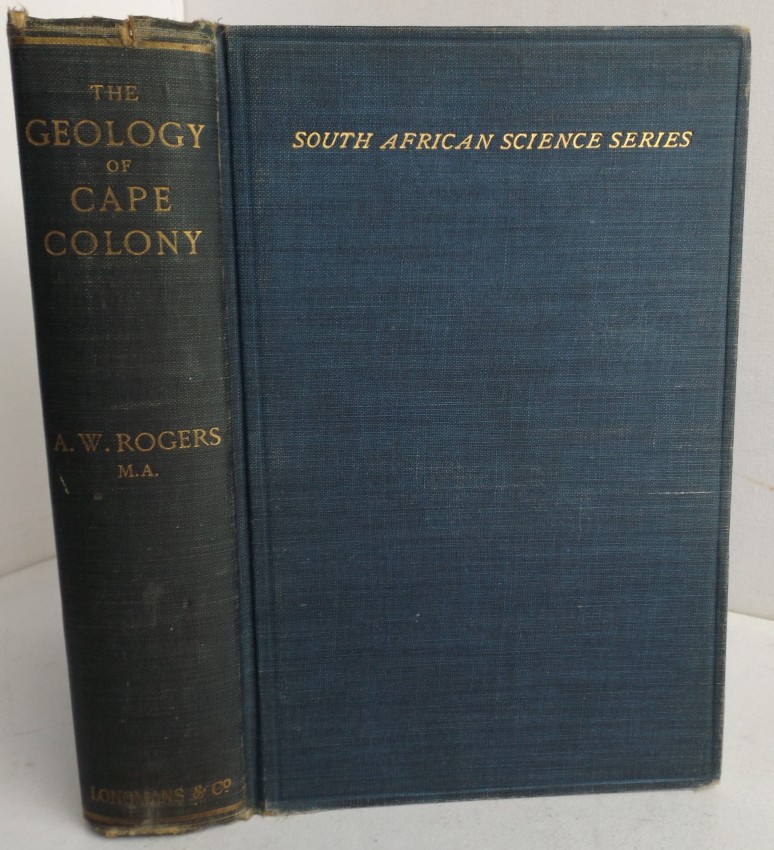 THE
GEOLOGY
OF
CAPE
COLONY
A. W. ROGERS
M.A.
LONGMANS & Co
SOUTH AFRICAN SCIENCE SERIES